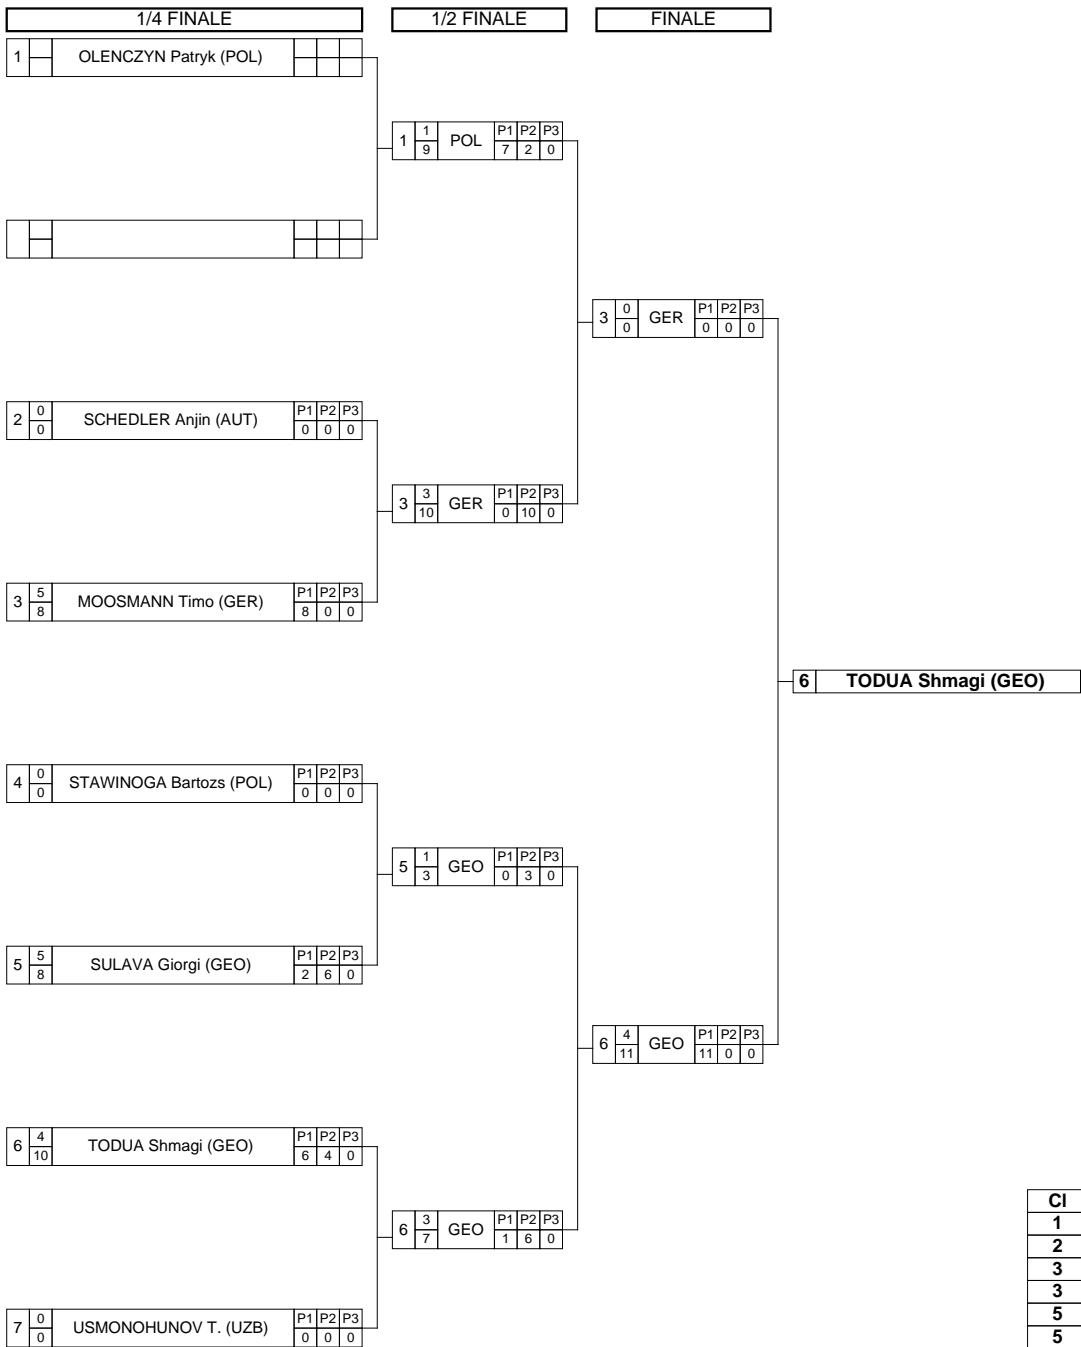 1/4 FINALE 1/2 FINALE FINALE
1 OLENCZYN Patryk (POL)
1 1 9 POL P1 P2 P3 7 2 0
3 0 0 GER P1 P2 P3 0 0 0
2 0 0 SCHEDLER Anjin (AUT) P1 P2 P3 0 0 0
3 3 10 GER P1 P2 P3 0 10 0
3 5 8 MOOSMANN Timo (GER) P1 P2 P3 8 0 0
6 TODUA Shmagi (GEO)
4 0 0 STAWINOGA Bartozs (POL) P1 P2 P3 0 0 0
5 1 3 GEO P1 P2 P3 0 3 0
5 5 8 SULAVA Giorgi (GEO) P1 P2 P3 2 6 0
6 4 11 GEO P1 P2 P3 11 0 0
6 4 10 TODUA Shmagi (GEO) P1 P2 P3 6 4 0
6 3 7 GEO P1 P2 P3 1 6 0
7 0 0 USMONOHUNOV T. (UZB) P1 P2 P3 0 0 0
Cl
1
2
3
3
5
5